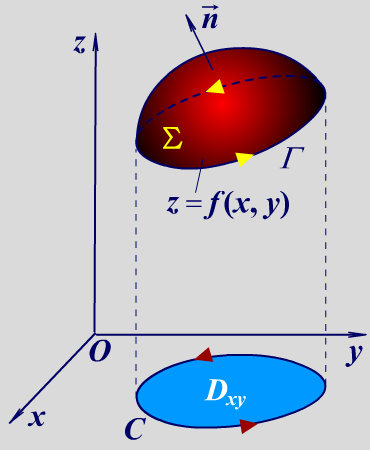 n⃗
z
Σ
Γ
z = f(x, y)
O
y
D_xy
x
C